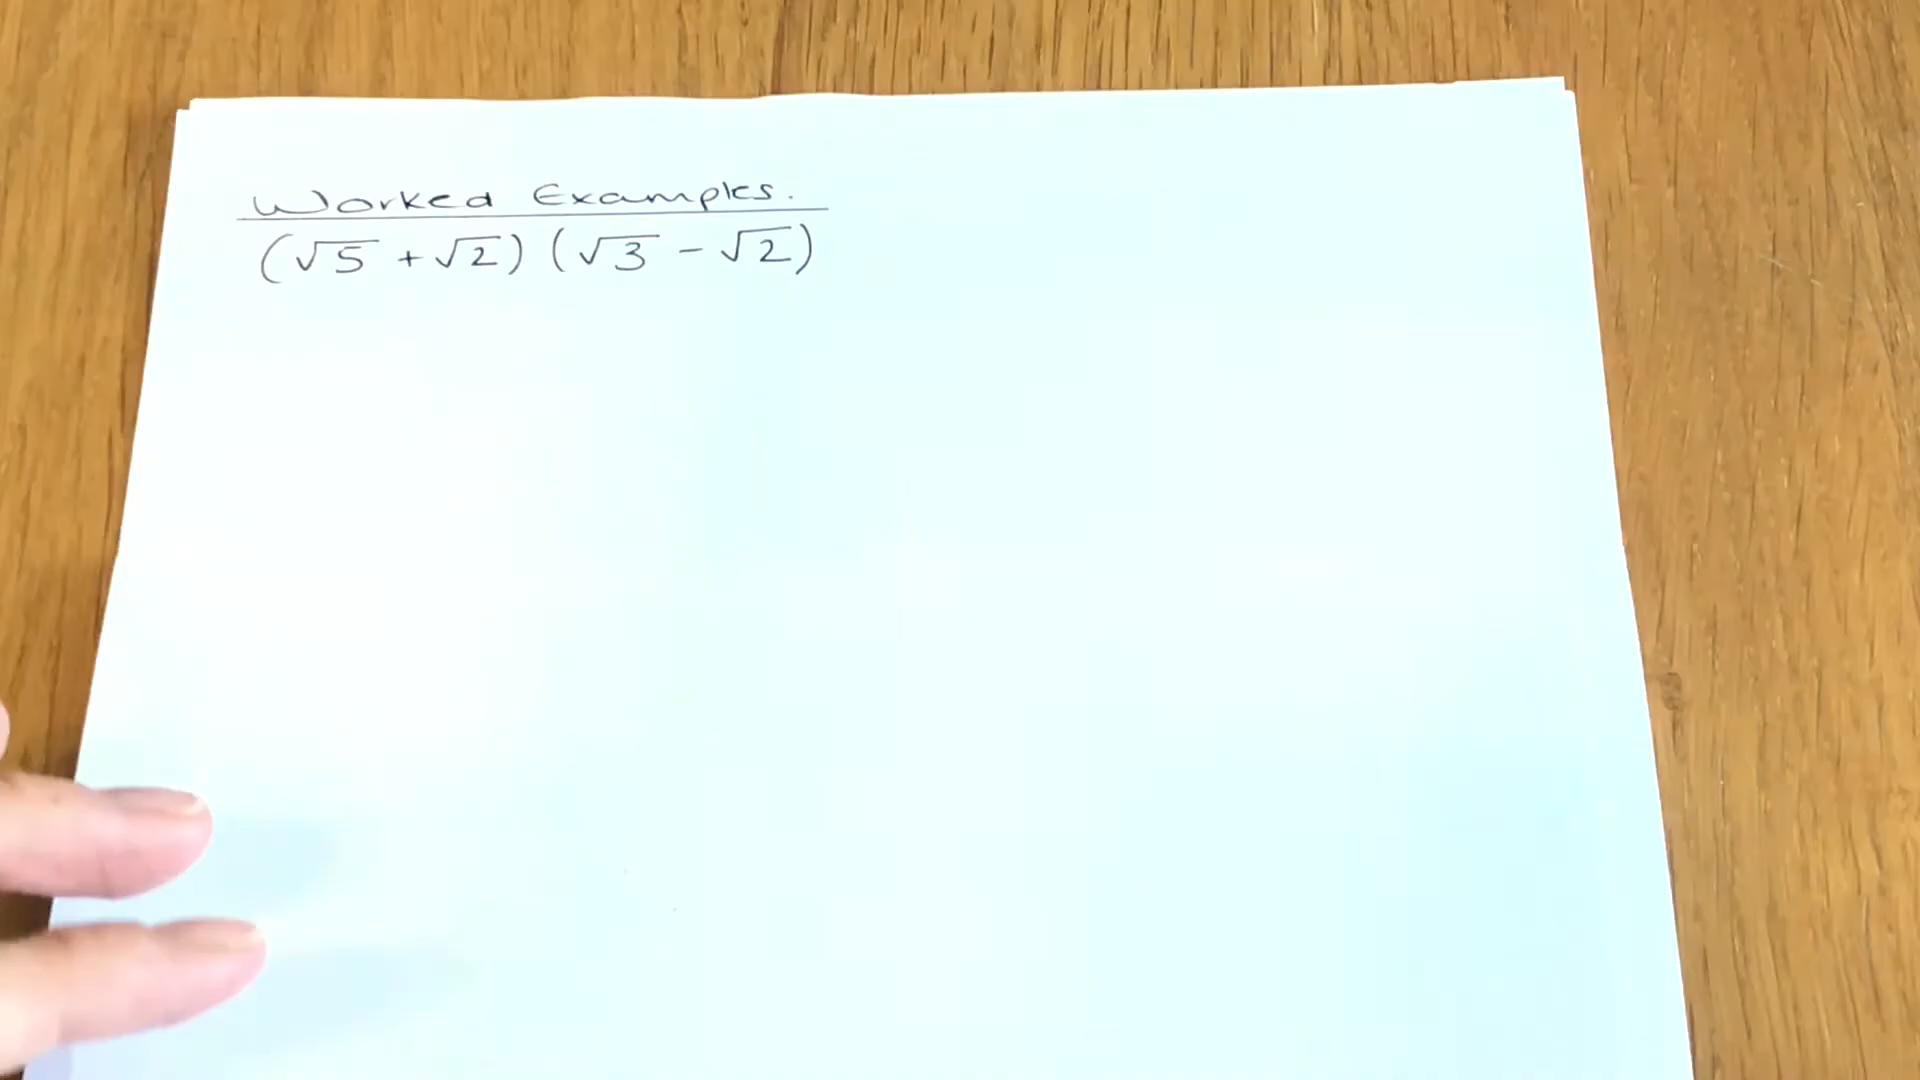 Worked Examples.
(√5 + √2) (√3 - √2)